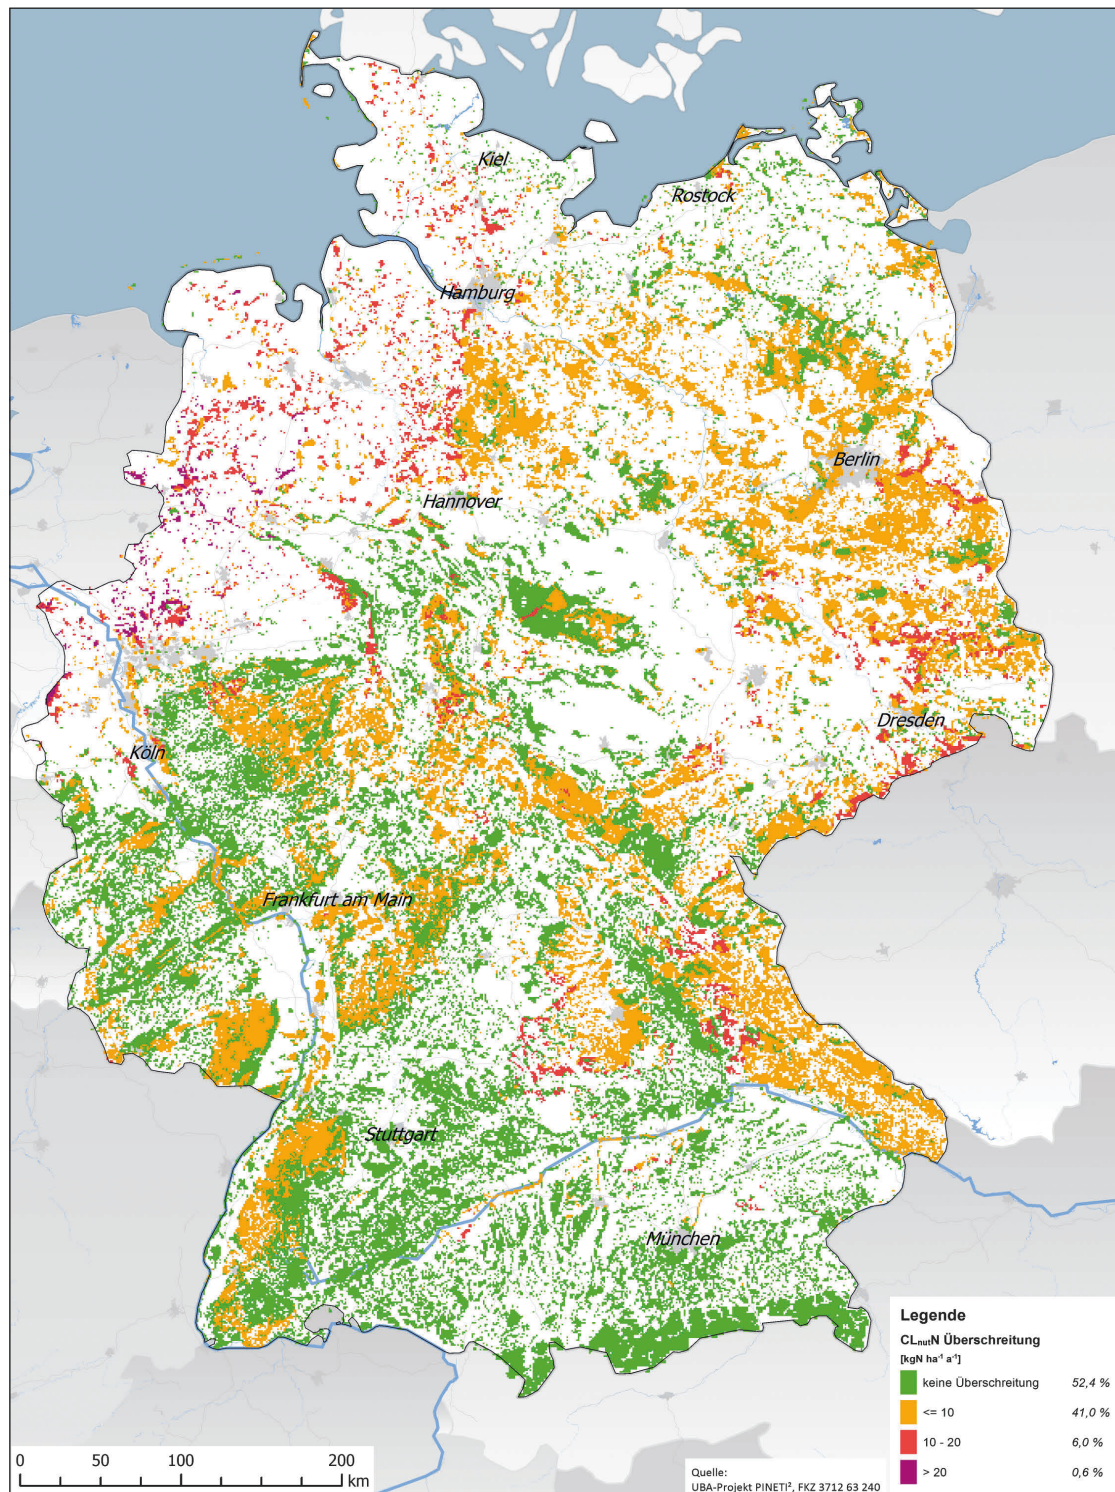 Kiel
Rostock
Hamburg
Berlin
Hannover
Dresden
Köln
Frankfurt am Main
Stuttgart
München
Legende
CLnutN Überschreitung
[kgN ha⁻¹ a⁻¹]
keine Überschreitung 52,4 %
<= 10 41,0 %
10 - 20 6,0 %
> 20 0,6 %
0 50 100 200
km
Quelle:
UBA-Projekt PINETI², FKZ 3712 63 240